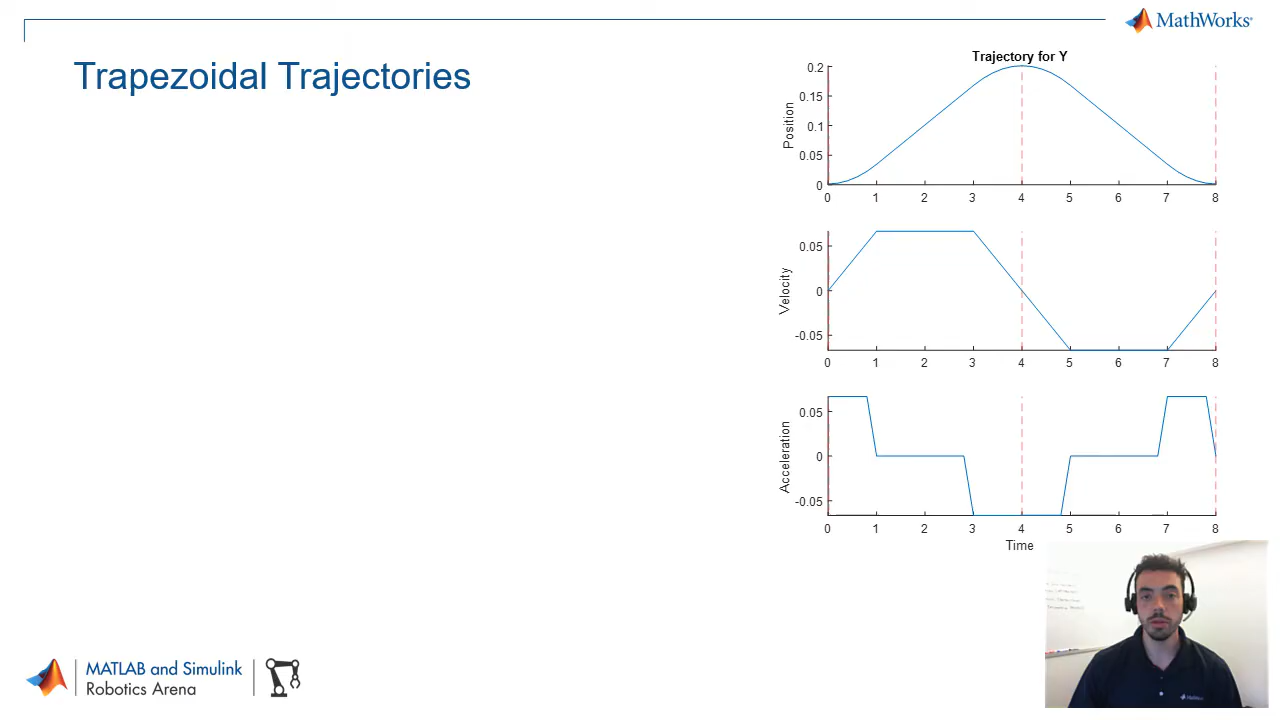 MathWorks®
Trapezoidal Trajectories
Trajectory for Y
Position
0.2
0.15
0.1
0.05
0
0 1 2 3 4 5 6 7 8
Velocity
0.05
0
-0.05
0 1 2 3 4 5 6 7 8
Acceleration
0.05
0
-0.05
0 1 2 3 4 5 6 7 8
Time
MATLAB and Simulink
Robotics Arena